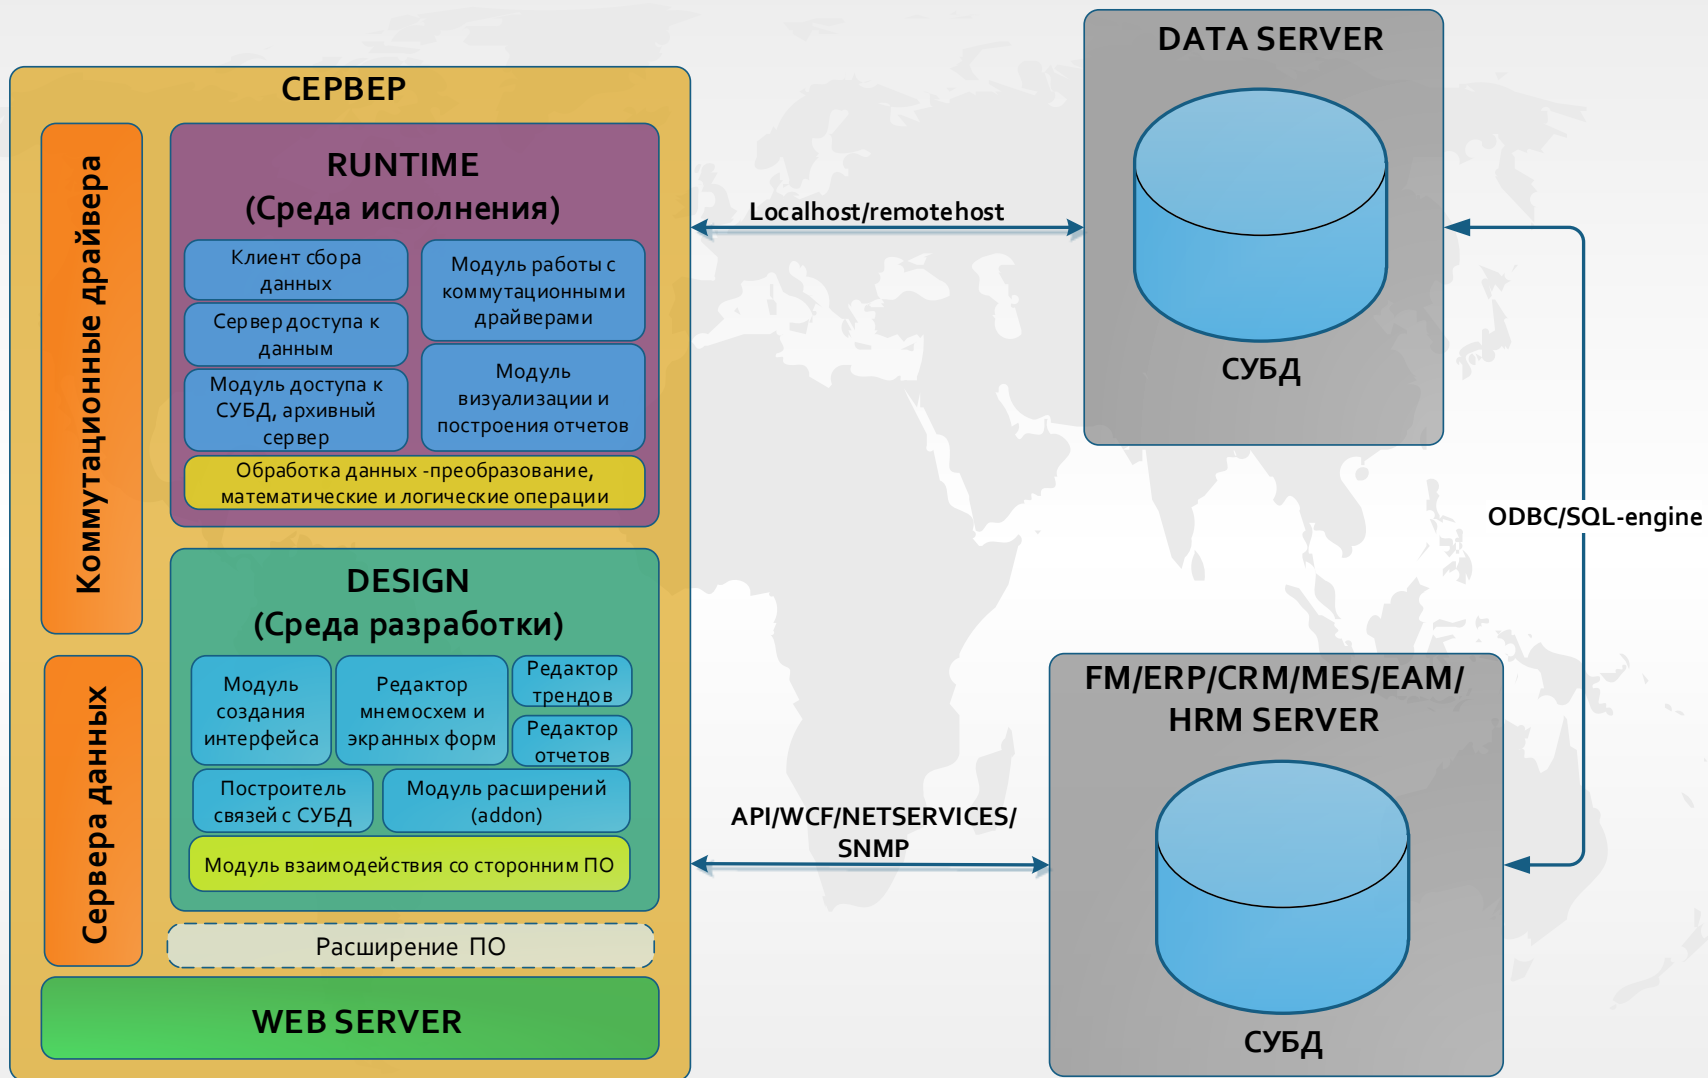 СЕРВЕР
Коммутационные драйвера
Сервера данных
RUNTIME
(Среда исполнения)
Клиент сбора
данных
Сервер доступа к
данным
Модуль доступа к
СУБД, архивный
сервер
Модуль работы с
коммутационными
драйверами
Модуль
визуализации и
построения отчетов
Обработка данных -преобразование,
математические и логические операции
DESIGN
(Среда разработки)
Модуль
создания
интерфейса
Редактор
мнемосхем и
экранных форм
Редактор
трендов
Редактор
отчетов
Построитель
связей с СУБД
Модуль расширений
(addon)
Модуль взаимодействия со сторонним ПО
Расширение ПО
WEB SERVER
Localhost/remotehost
API/WCF/NETSERVICES/
SNMP
DATA SERVER
СУБД
ODBC/SQL-engine
FM/ERP/CRM/MES/EAM/
HRM SERVER
СУБД